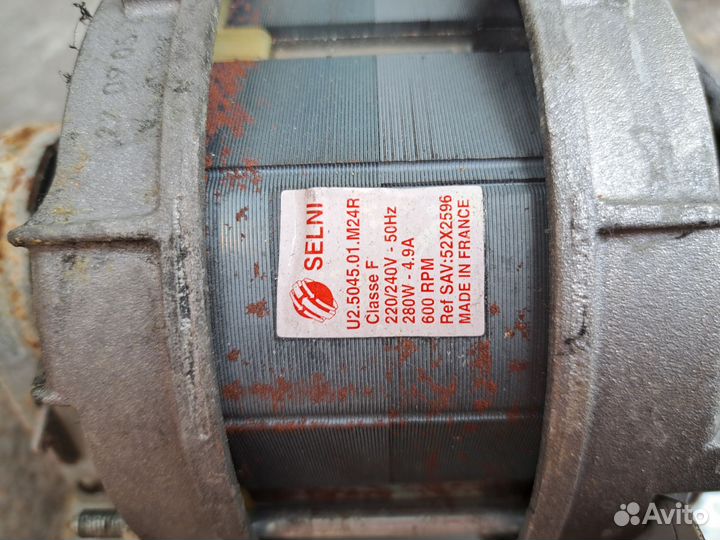 SELNI
U2.5045.01.M24R
Classe F
220/240V - 50Hz
280W - 4.9A
600 RPM
Ref SAV:52X2596
MADE IN FRANCE
Avito